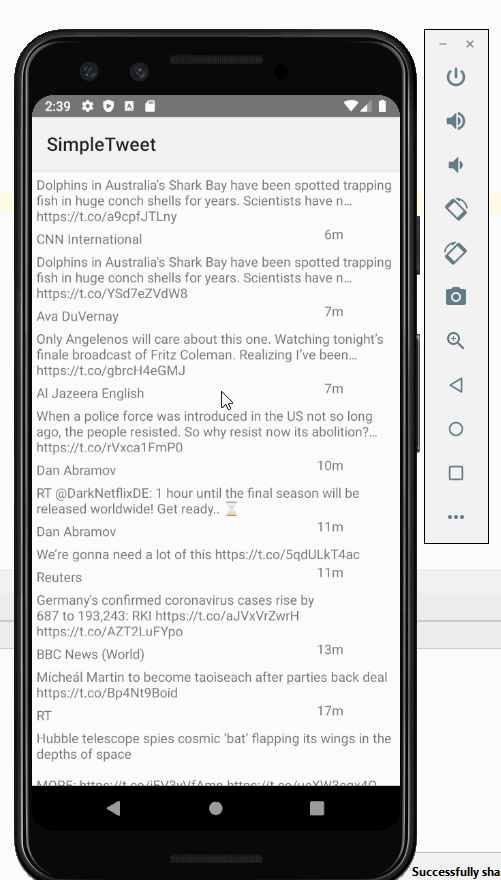 2:39
SimpleTweet
Dolphins in Australia's Shark Bay have been spotted trapping
fish in huge conch shells for years. Scientists have n…
https://t.co/a9cpfJTLny
CNN International 6m
Dolphins in Australia's Shark Bay have been spotted trapping
fish in huge conch shells for years. Scientists have n…
https://t.co/YSd7eZVdW8
Ava DuVernay 7m
Only Angelenos will care about this one. Watching tonight’s
finale broadcast of Fritz Coleman. Realizing I’ve been…
https://t.co/gbrcH4eGMJ
Al Jazeera English 7m
When a police force was introduced in the US not so long
ago, the people resisted. So why resist now its abolition?…
https://t.co/rVxca1FmP0
Dan Abramov 10m
RT @DarkNetflixDE: 1 hour until the final season will be
released worldwide! Get ready.. ⏳
Dan Abramov 11m
We’re gonna need a lot of this https://t.co/5qdULkT4ac
Reuters 11m
Germany's confirmed coronavirus cases rise by
687 to 193,243: RKI https://t.co/aJVxVrZwrH
https://t.co/AZT2LuFYpo
BBC News (World) 13m
Mícheál Martin to become taoiseach after parties back deal
https://t.co/Bp4Nt9Boid
RT 17m
Hubble telescope spies cosmic ‘bat’ flapping its wings in the
depths of space
MORE:
Successfully sha